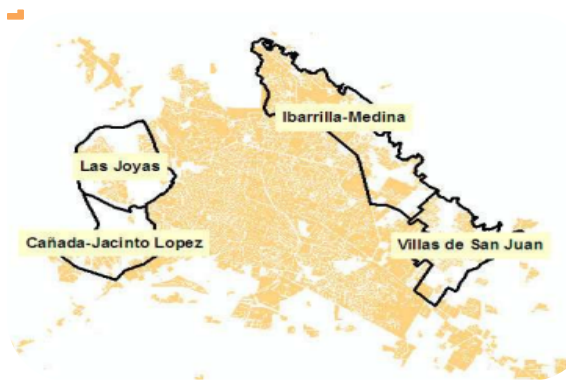 Ibarrilla-Medina
Las Joyas
Cañada-Jacinto Lopez
Villas de San Juan